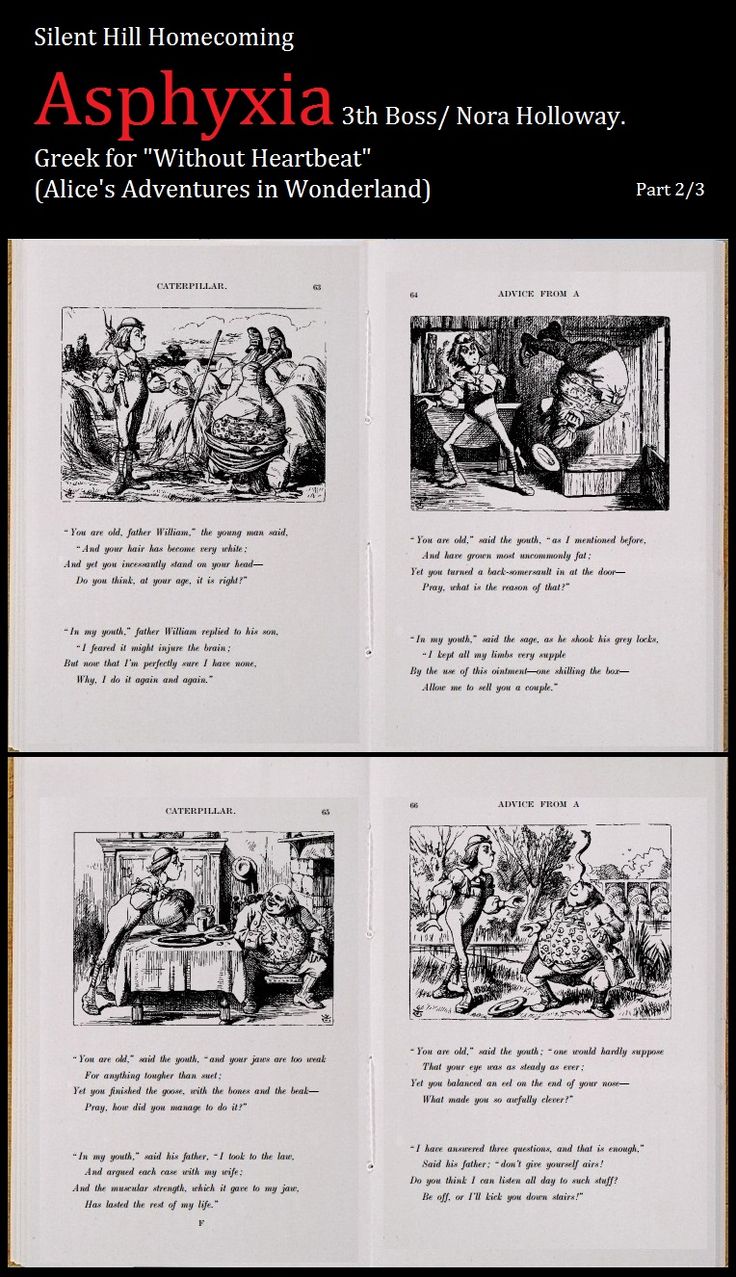 Silent Hill Homecoming
Asphyxia 3th Boss/ Nora Holloway.
Greek for "Without Heartbeat"
(Alice's Adventures in Wonderland)
Part 2/3
CATERPILLAR. 63
"You are old, father William," the young man said,
"And your hair has become very white;
And yet you incessantly stand on your head—
Do you think, at your age, it is right?"
"In my youth," father William replied to his son,
"I feared it might injure the brain;
But now that I'm perfectly sure I have none,
Why, I do it again and again."
64 ADVICE FROM A
"You are old," said the youth, "as I mentioned before,
And have grown most uncommonly fat;
Yet you turned a back-somersault in at the door—
Pray, what is the reason of that?"
"In my youth," said the sage, as he shook his grey locks,
"I kept all my limbs very supple
By the use of this ointment—one shilling the box—
Allow me to sell you a couple."
CATERPILLAR. 65
"You are old," said the youth, "and your jaws are too weak
For anything tougher than suet;
Yet you finished the goose, with the bones and the beak—
Pray, how did you manage to do it?"
"In my youth," said his father, "I took to the law,
And argued each case with my wife;
And the muscular strength, which it gave to my jaw,
Has lasted the rest of my life."
F
66 ADVICE FROM A
"You are old," said the youth; "one would hardly suppose
That your eye was as steady as ever;
Yet you balanced an eel on the end of your nose—
What made you so awfully clever?"
"I have answered three questions, and that is enough,"
Said his father; "don't give yourself airs!
Do you think I can listen all day to such stuff?
Be off, or I'll kick you down stairs!"